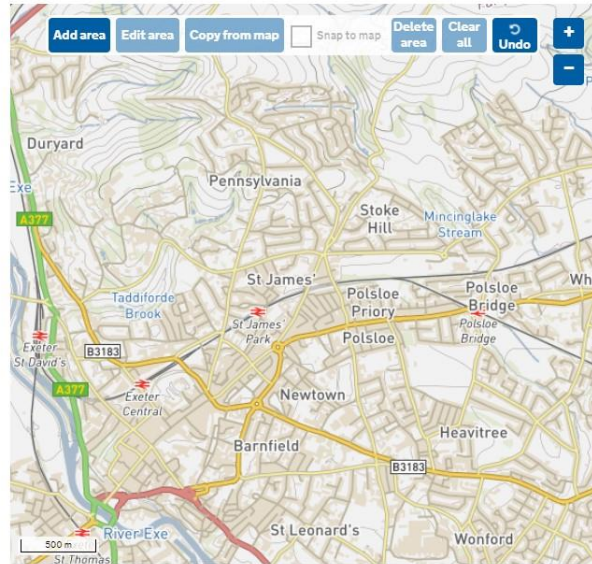 Add area
Edit area
Copy from map
Snap to map
Delete
area
Clear
all
Undo
+
−
Duryard
Exe
A377
Pennsylvania
Stoke
Hill
Mincinglake
Stream
St James'
Taddiforde
Brook
Polsloe
Priory
Polsloe
Bridge
Wh
St James'
Park
Polsloe
Polsloe
Bridge
Exeter
St David's
B3183
A377
Exeter
Central
Newtown
Barnfield
Heavitree
B3183
St Leonard's
Wonford
River Exe
500 m
St Thomas